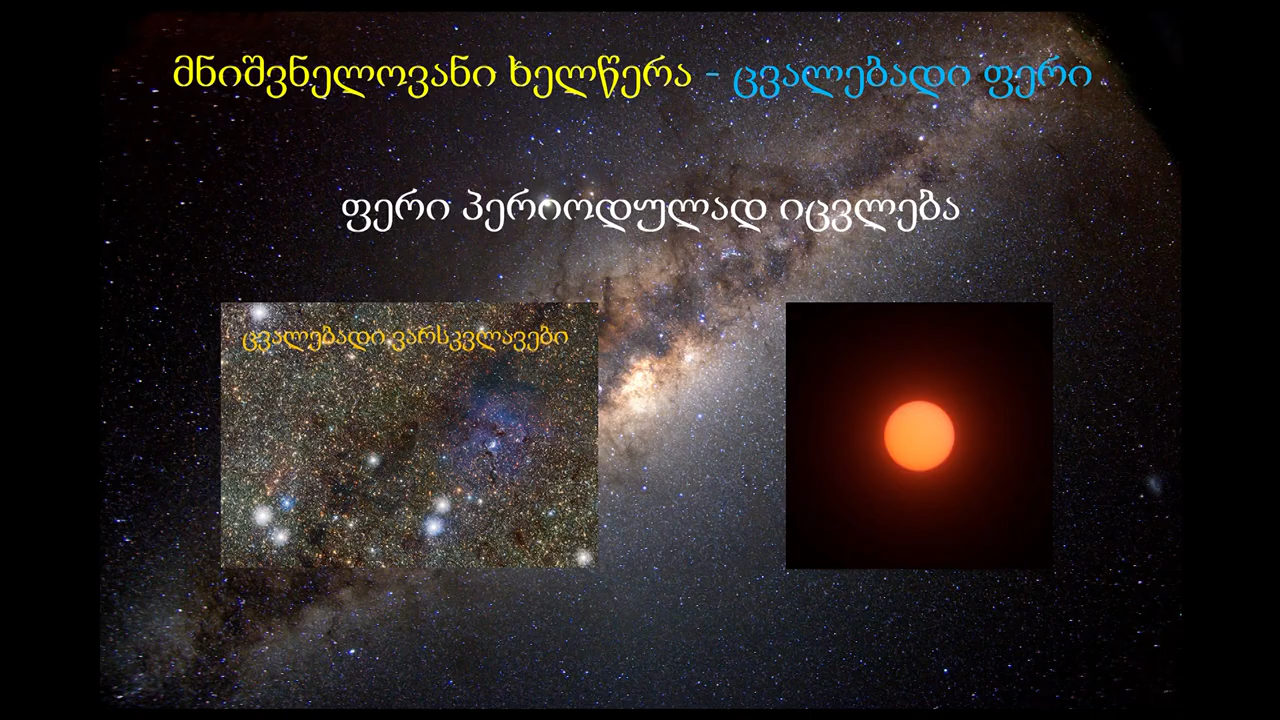 მნიშვნელოვანი ხელწერა - ცვალებადი ფერი
ფერი პერიოდულად იცვლება
ცვალებადი ვარსკვლავები